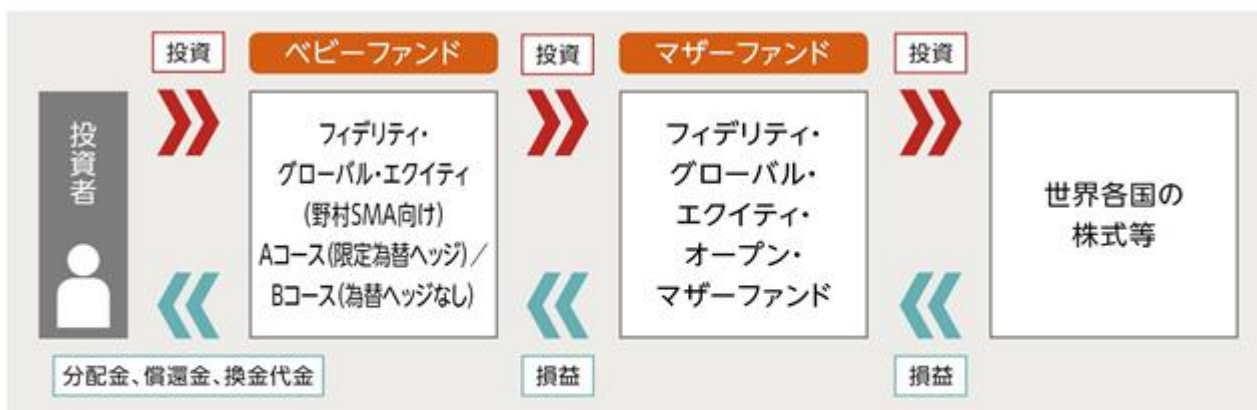 投資
ベビーファンド
投資
マザーファンド
投資
投資者
フィデリティ・
グローバル・エクイティ
(野村SMA向け)
Aコース(限定為替ヘッジ)/
Bコース(為替ヘッジなし)
フィデリティ・
グローバル・
エクイティ・
オープン・
マザーファンド
世界各国の
株式等
分配金、償還金、換金代金
損益
損益